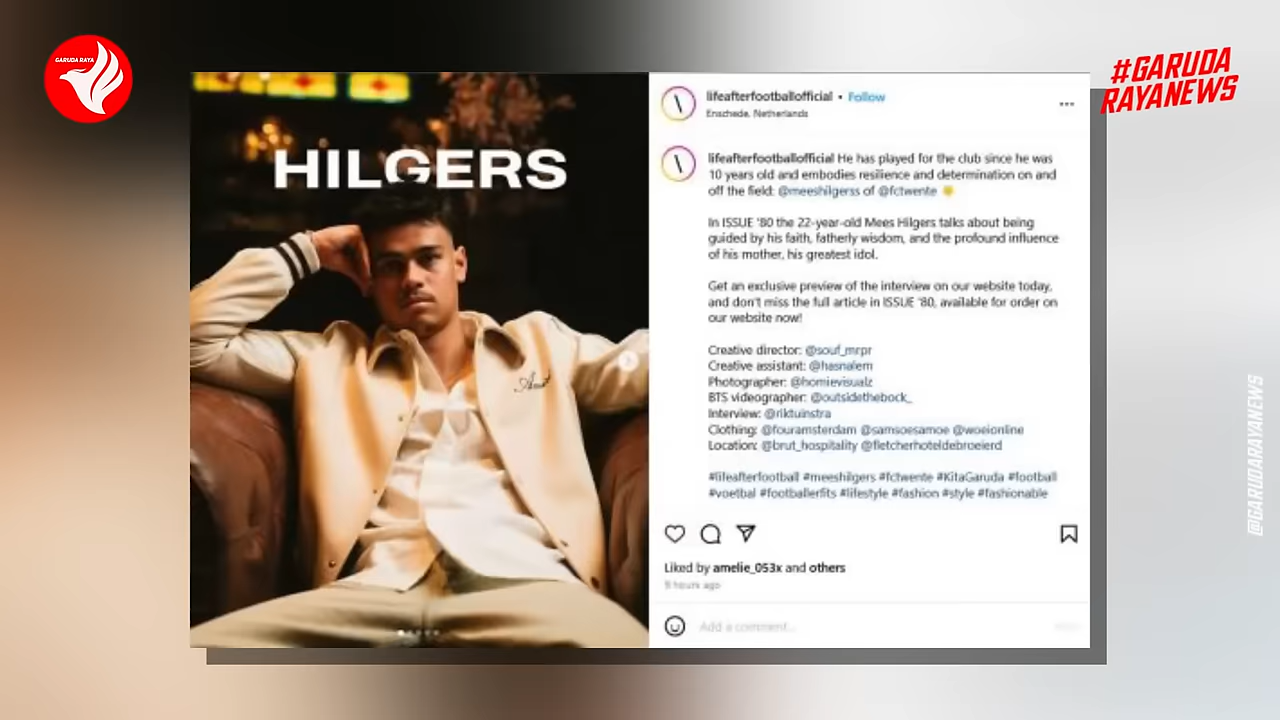 GARUDA RAYA
#GARUDA
RAYANEWS
HILGERS
lifeafterfootballofficial • Follow
Enschede, Netherlands
lifeafterfootballofficial He has played for the club since he was
10 years old and embodies resilience and determination on and
off the field: @meeshilgerss of @fctwente
In ISSUE '80 the 22-year-old Mees Hilgers talks about being
guided by his faith, fatherly wisdom, and the profound influence
of his mother, his greatest idol.
Get an exclusive preview of the interview on our website today,
and don't miss the full article in ISSUE '80, available for order on
our website now!
Creative director: @souf_mrpr
Creative assistant: @hasnalem
Photographer: @homievisualz
BTS videographer: @outsidethebock_
Interview: @riktuinstra
Clothing: @fouramsterdam @samsoesamoe @woeionline
Location: @brut_hospitality @fletcherhoteldebroeierd
#lifeafterfootball #meeshilgers #fctwente #KitaGaruda #football
#voetbal #footballerfits #lifestyle #fashion #style #fashionable
Liked by amelie_053x and others
9 hours ago
Add a comment...
@GARUDARAYANEWS